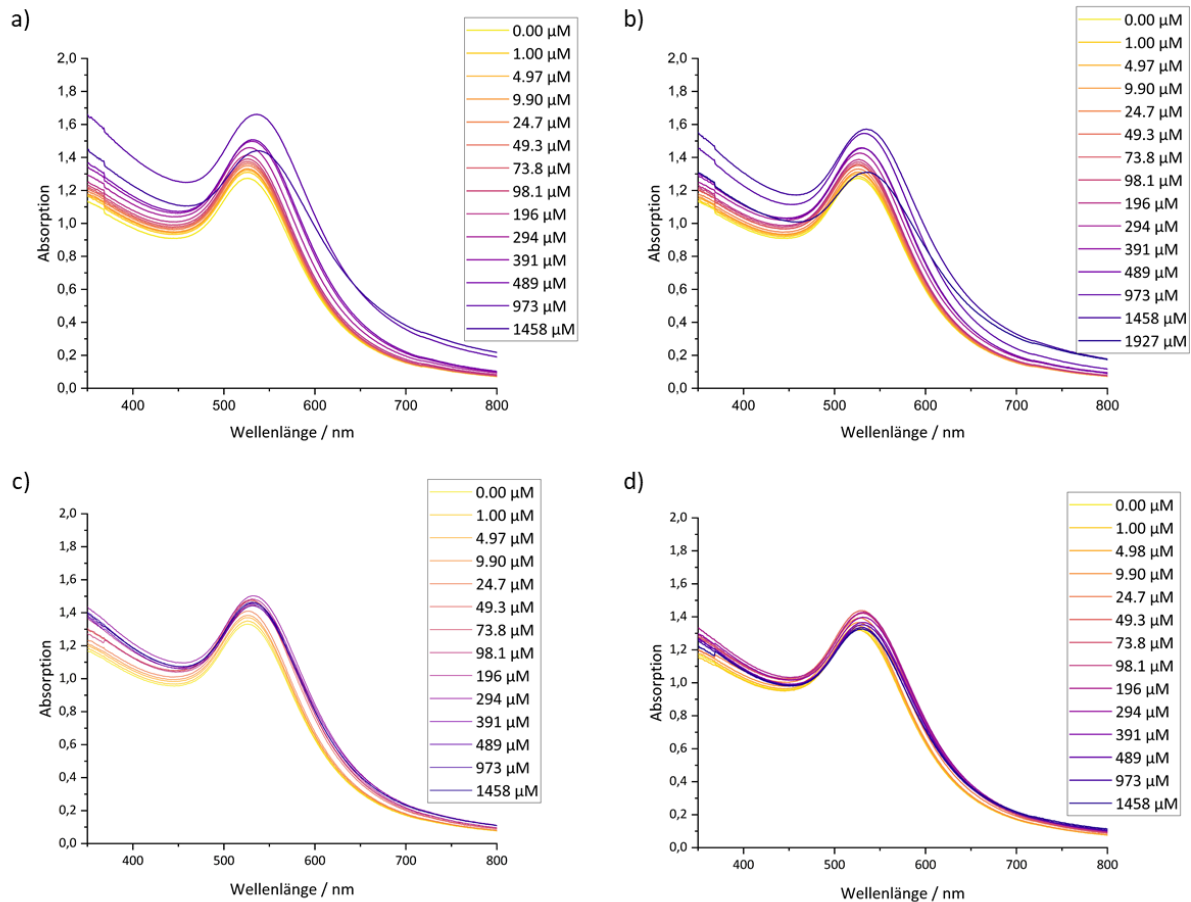 a)
2,0
1,8
1,6
1,4
1,2
1,0
0,8
0,6
0,4
0,2
0,0
Absorption
400
500
600
700
800
Wellenlänge / nm
0.00 µM
1.00 µM
4.97 µM
9.90 µM
24.7 µM
49.3 µM
73.8 µM
98.1 µM
196 µM
294 µM
391 µM
489 µM
973 µM
1458 µM
b)
2,0
1,8
1,6
1,4
1,2
1,0
0,8
0,6
0,4
0,2
0,0
Absorption
400
500
600
700
800
Wellenlänge / nm
0.00 µM
1.00 µM
4.97 µM
9.90 µM
24.7 µM
49.3 µM
73.8 µM
98.1 µM
196 µM
294 µM
391 µM
489 µM
973 µM
1458 µM
1927 µM
c)
2,0
1,8
1,6
1,4
1,2
1,0
0,8
0,6
0,4
0,2
0,0
Absorption
400
500
600
700
800
Wellenlänge / nm
0.00 µM
1.00 µM
4.97 µM
9.90 µM
24.7 µM
49.3 µM
73.8 µM
98.1 µM
196 µM
294 µM
391 µM
489 µM
973 µM
1458 µM
d)
2,0
1,8
1,6
1,4
1,2
1,0
0,8
0,6
0,4
0,2
0,0
Absorption
400
500
600
700
800
Wellenlänge / nm
0.00 µM
1.00 µM
4.98 µM
9.90 µM
24.7 µM
49.3 µM
73.8 µM
98.1 µM
196 µM
294 µM
391 µM
489 µM
973 µM
1458 µM